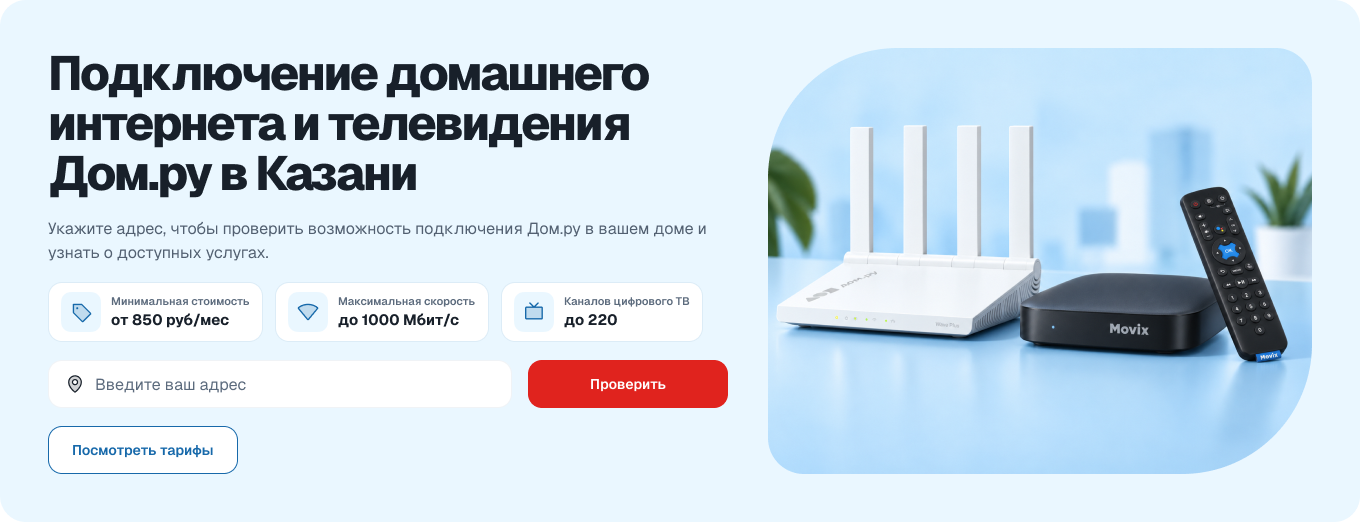 Подключение домашнего
интернета и телевидения
Дом.ру в Казани
Укажите адрес, чтобы проверить возможность подключения Дом.ру в вашем доме и
узнать о доступных услугах.
Минимальная стоимость
от 850 руб/мес
Максимальная скорость
до 1000 Мбит/с
Каналов цифрового ТВ
до 220
Введите ваш адрес
Проверить
Посмотреть тарифы
Дом.ру
Movix
Movix